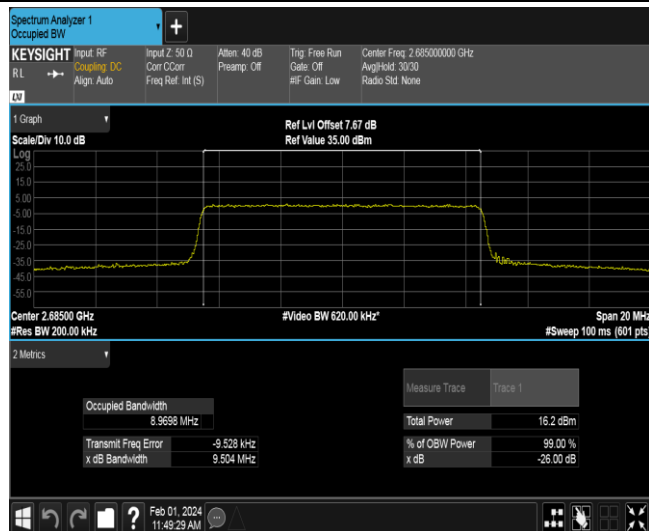 Spectrum Analyzer 1
Occupied BW
+
KEYSIGHT
RL
Input: RF
Coupling: DC
Align: Auto
Input Z: 50 Ω
Corr CCorr
Freq Ref: Int (S)
Atten: 40 dB
Preamp: Off
Trig: Free Run
Gate: Off
#IF Gain: Low
Center Freq: 2.685000000 GHz
Avg|Hold: 30/30
Radio Std: None
1 Graph
Scale/Div 10.0 dB
Ref Lvl Offset 7.67 dB
Ref Value 35.00 dBm
Log
25.0
15.0
5.00
-5.00
-15.0
-25.0
-35.0
-45.0
-55.0
Center 2.68500 GHz
#Res BW 200.00 kHz
#Video BW 620.00 kHz*
Span 20 MHz
#Sweep 100 ms (601 pts)
2 Metrics
Measure Trace Trace 1
Occupied Bandwidth
8.9698 MHz
Total Power 16.2 dBm
Transmit Freq Error -9.528 kHz
% of OBW Power 99.00 %
x dB Bandwidth 9.504 MHz
x dB -26.00 dB
?
Feb 01, 2024
11:49:29 AM